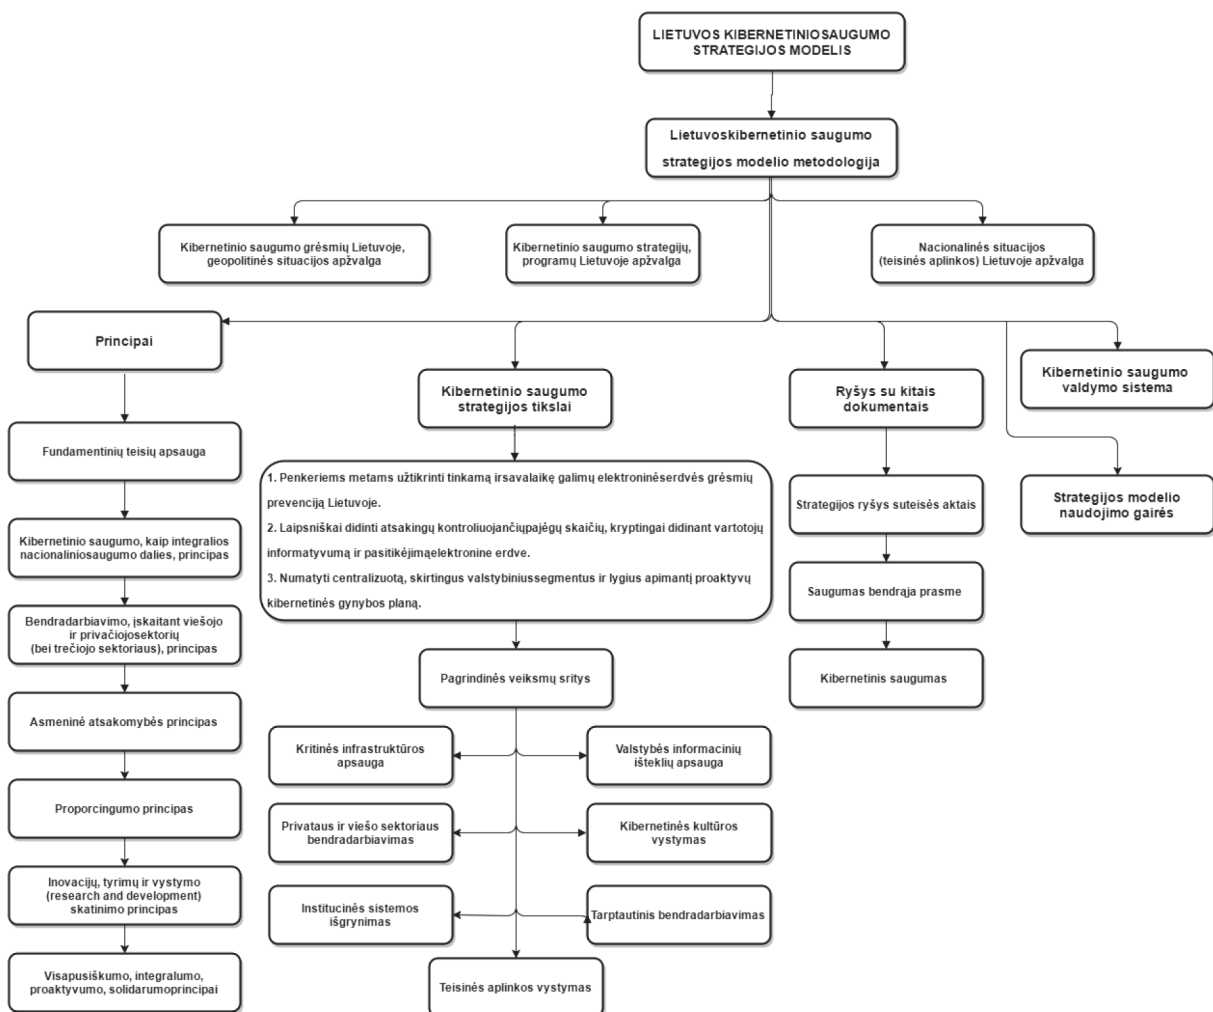 LIETUVOS KIBERNETINIOSAUGUMO
STRATEGIJOS MODELIS
Lietuvoskibernetinio saugumo
strategijos modelio metodologija
Kibernetinio saugumo grėsmių Lietuvoje,
geopolitinės situacijos apžvalga
Kibernetinio saugumo strategijų,
programų Lietuvoje apžvalga
Nacionalinės situacijos
(teisinės aplinkos) Lietuvoje apžvalga
Principai
Fundamentinių teisių apsauga
Kibernetinio saugumo, kaip integralios
nacionaliniosaugumo dalies, principas
Bendradarbiavimo, įskaitant viešojo
ir privačiojosektorių
(bei trečiojo sektoriaus), principas
Asmeninė atsakomybės principas
Proporcingumo principas
Inovacijų, tyrimų ir vystymo
(research and development)
skatinimo principas
Visapusiškumo, integralumo,
proaktyvumo, solidarumoprincipai
Kibernetinio saugumo
strategijos tikslai
1. Penkeriems metams užtikrinti tinkamą irsavalaikę galimų elektroninėserdvės grėsmių
prevenciją Lietuvoje.
2. Laipsniškai didinti atsakingų kontroliuojančiųpajėgų skaičių, kryptingai didinant vartotojų
informatyvumą ir pasitikėjimąelektronine erdve.
3. Numatyti centralizuotą, skirtingus valstybiniussegmentus ir lygius apimantį proaktyvų
kibernetinės gynybos planą.
Pagrindinės veiksmų sritys
Kritinės infrastruktūros
apsauga
Valstybės informacinių
išteklių apsauga
Privataus ir viešo sektoriaus
bendradarbiavimas
Kibernetinės kultūros
vystymas
Institucinės sistemos
išgrynimas
Tarptautinis bendradarbiavimas
Teisinės aplinkos vystymas
Ryšys su kitais
dokumentais
Strategijos ryšys suteisės aktais
Saugumas bendrąja prasme
Kibernetinis saugumas
Kibernetinio saugumo
valdymo sistema
Strategijos modelio
naudojimo gairės